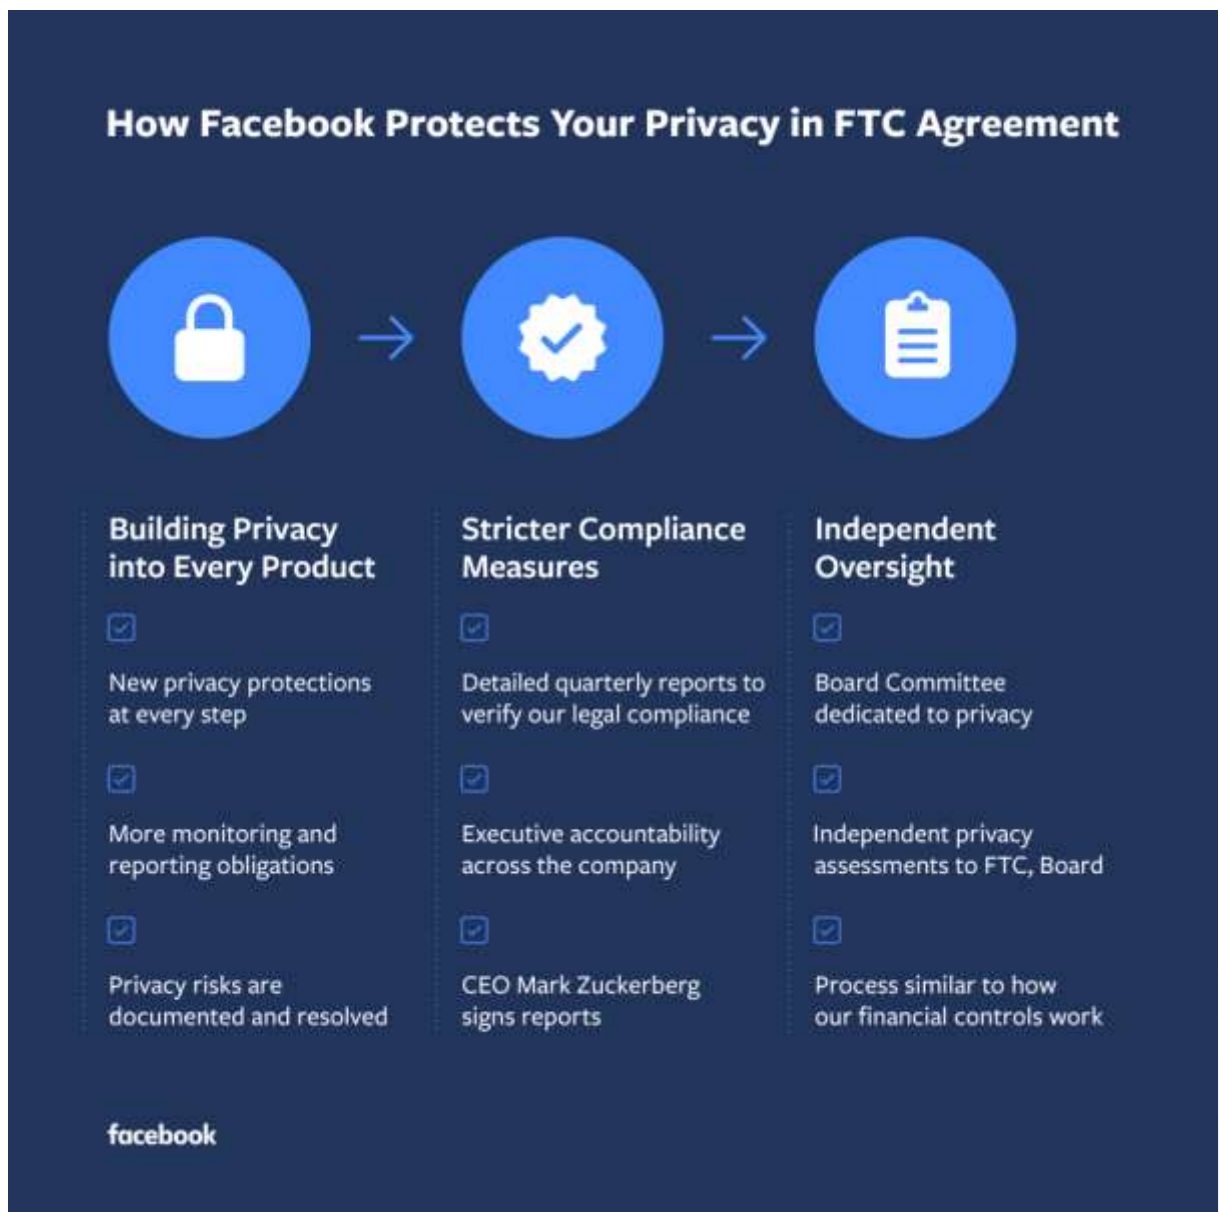 How Facebook Protects Your Privacy in FTC Agreement
Building Privacy
into Every Product
New privacy protections
at every step
More monitoring and
reporting obligations
Privacy risks are
documented and resolved
Stricter Compliance
Measures
Detailed quarterly reports to
verify our legal compliance
Executive accountability
across the company
CEO Mark Zuckerberg
signs reports
Independent
Oversight
Board Committee
dedicated to privacy
Independent privacy
assessments to FTC, Board
Process similar to how
our financial controls work
facebook